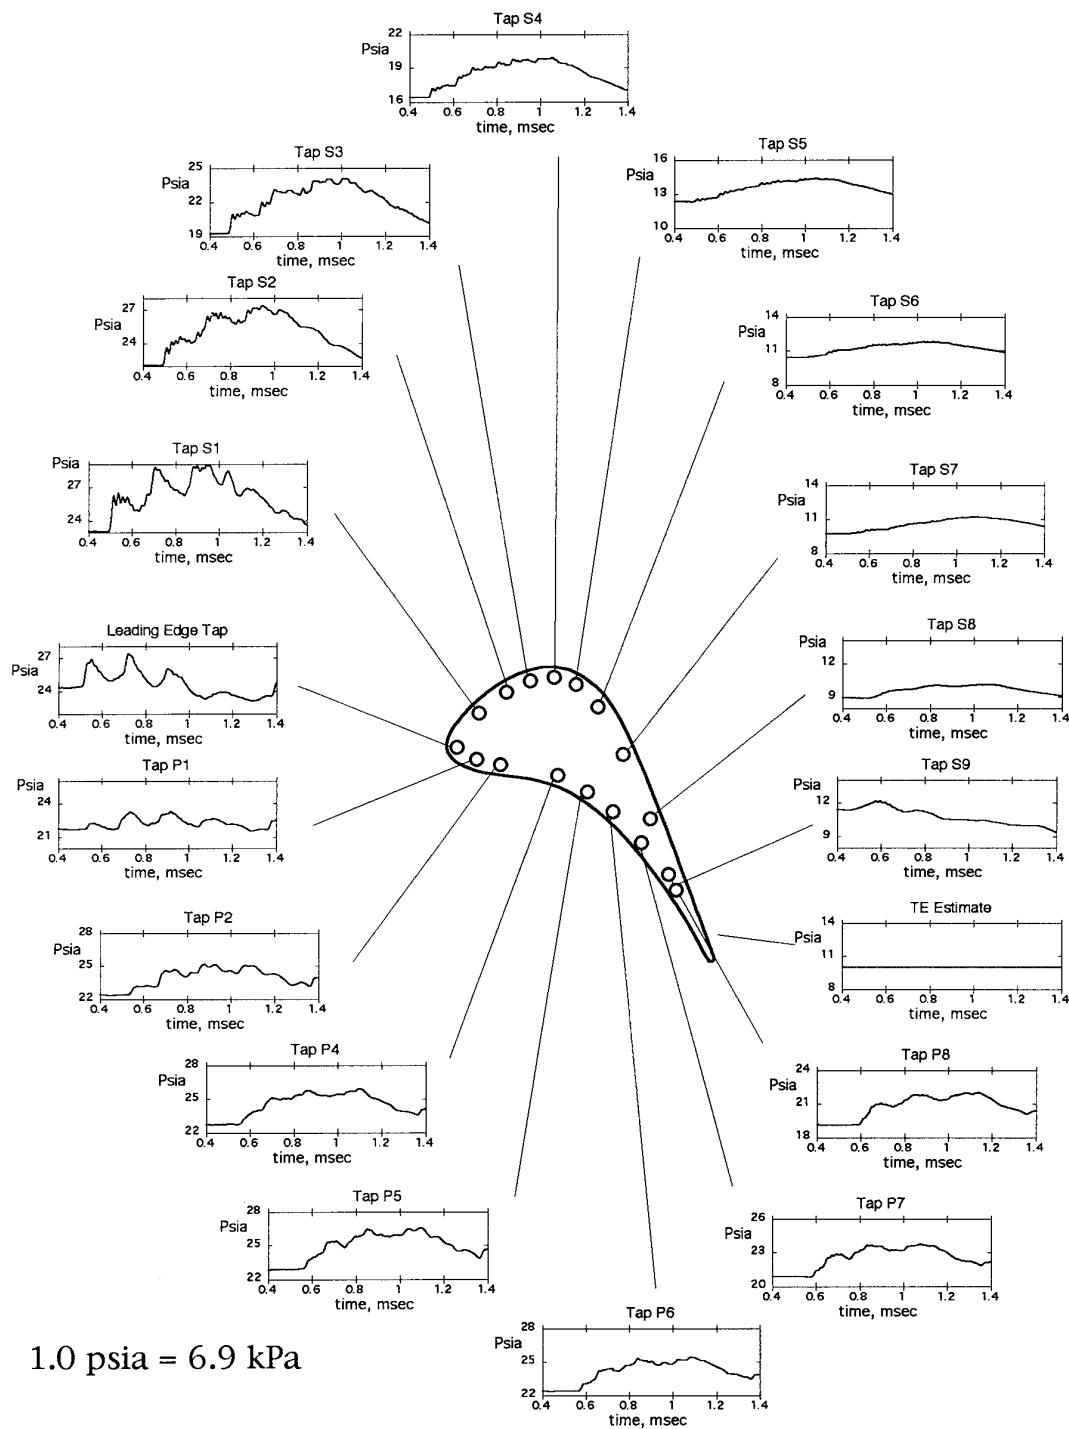 Tap S4
22
Psia
19
16
0.4 0.6 0.8 1 1.2 1.4
time, msec
Tap S3
25
Psia
22
19
0.4 0.6 0.8 1 1.2 1.4
time, msec
Tap S5
16
Psia
13
10
0.4 0.6 0.8 1 1.2 1.4
time, msec
Tap S2
27
Psia
24
0.4 0.6 0.8 1 1.2 1.4
time, msec
Tap S6
14
Psia
11
8
0.4 0.6 0.8 1 1.2 1.4
time, msec
Tap S1
Psia
27
24
0.4 0.6 0.8 1 1.2 1.4
time, msec
Tap S7
14
Psia
11
8
0.4 0.6 0.8 1 1.2 1.4
time, msec
Leading Edge Tap
27
Psia
24
0.4 0.6 0.8 1 1.2 1.4
time, msec
Tap S8
Psia
12
9
0.4 0.6 0.8 1 1.2 1.4
time, msec
Tap P1
Psia
24
21
0.4 0.6 0.8 1 1.2 1.4
time, msec
Tap S9
Psia
12
9
0.4 0.6 0.8 1 1.2 1.4
time, msec
Tap P2
28
Psia
25
22
0.4 0.6 0.8 1 1.2 1.4
time, msec
TE Estimate
14
Psia
11
8
0.4 0.6 0.8 1 1.2 1.4
time, msec
Tap P4
28
Psia
25
22
0.4 0.6 0.8 1 1.2 1.4
time, msec
Tap P8
24
Psia
21
18
0.4 0.6 0.8 1 1.2 1.4
time, msec
Tap P5
28
Psia
25
22
0.4 0.6 0.8 1 1.2 1.4
time, msec
Tap P7
26
Psia
23
20
0.4 0.6 0.8 1 1.2 1.4
time, msec
Tap P6
28
Psia
25
22
0.4 0.6 0.8 1 1.2 1.4
time, msec
1.0 psia = 6.9 kPa